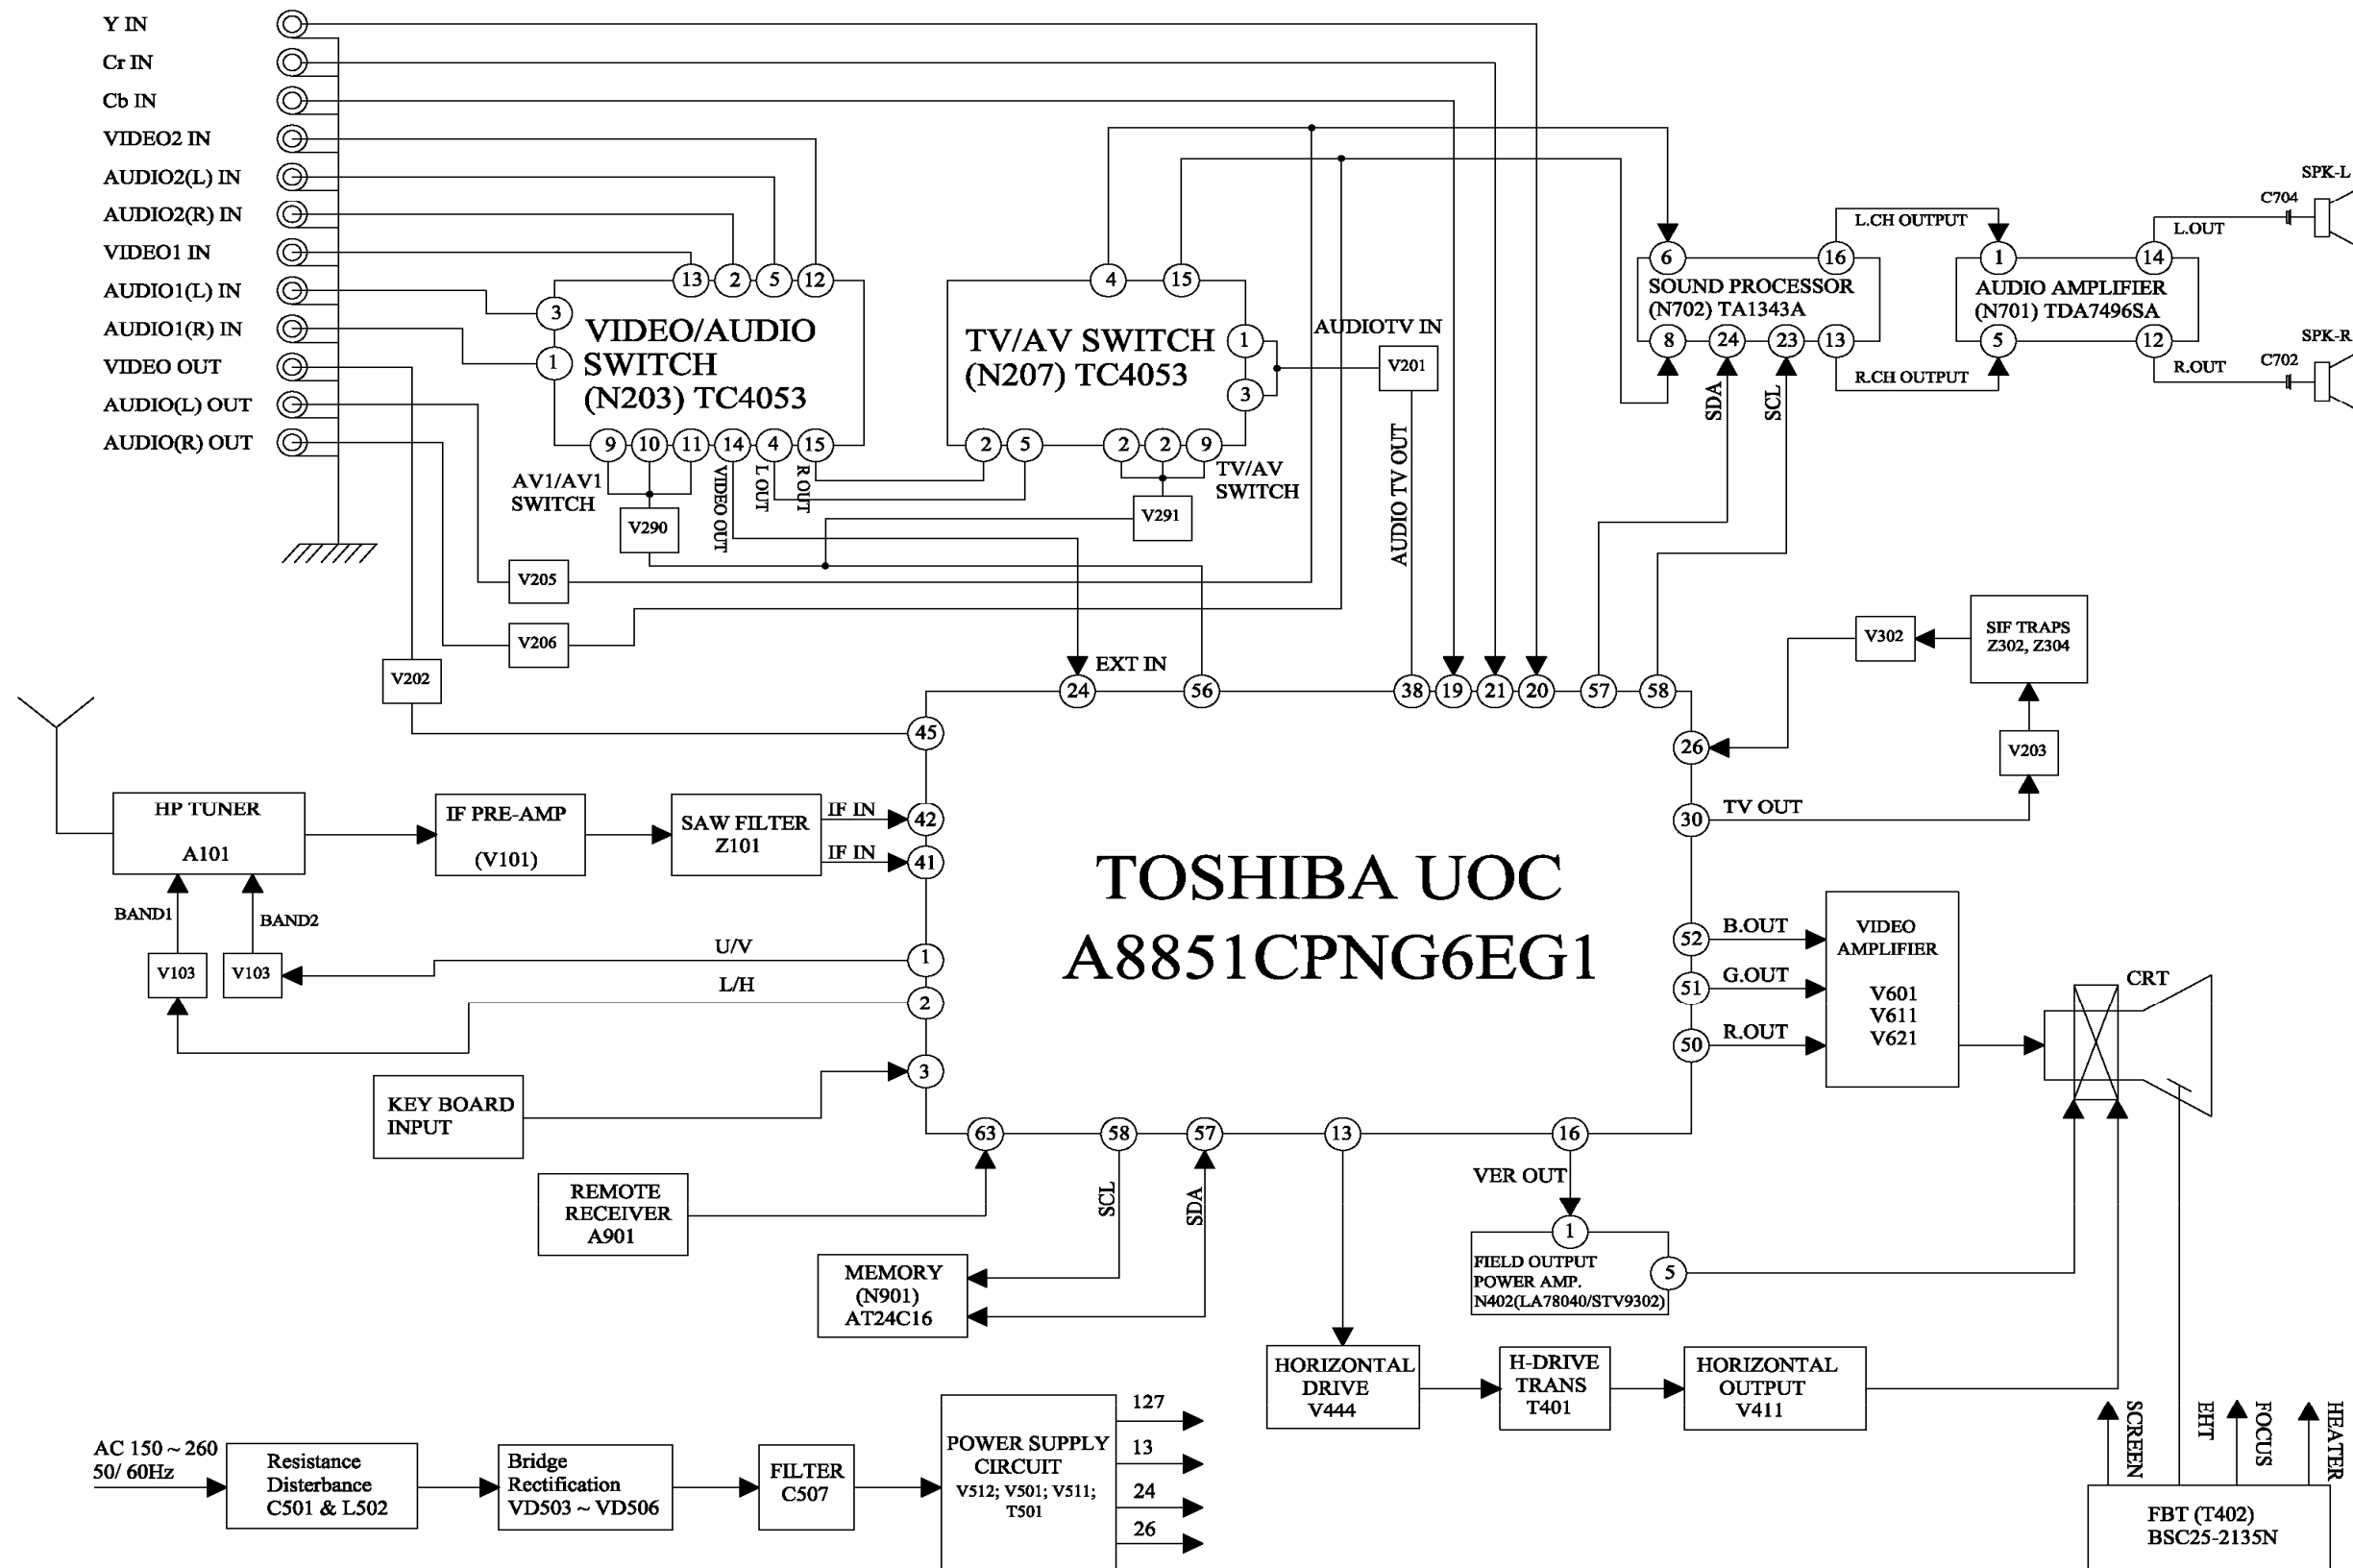 Y IN
Cr IN
Cb IN
VIDEO2 IN
AUDIO2(L) IN
AUDIO2(R) IN
VIDEO1 IN
AUDIO1(L) IN
AUDIO1(R) IN
VIDEO OUT
AUDIO(L) OUT
AUDIO(R) OUT
13
2
5
12
3
1
VIDEO/AUDIO
SWITCH
(N203) TC4053
9
10
11
14
4
15
AV1/AV1
SWITCH
VIDEO OUT
L OUT
R OUT
V290
4
15
TV/AV SWITCH
(N207) TC4053
1
3
2
5
2
2
9
TV/AV
SWITCH
V291
AUDIOTV IN
V201
AUDIO TV OUT
6
16
SOUND PROCESSOR
(N702) TA1343A
8
24
23
13
SDA
SCL
L.CH OUTPUT
R.CH OUTPUT
1
14
AUDIO AMPLIFIER
(N701) TDA7496SA
5
12
L.OUT
R.OUT
C704
C702
SPK-L
SPK-R
V205
V206
V202
EXT IN
24
56
38
19
21
20
57
58
V302
SIF TRAPS
Z302, Z304
V203
45
26
30
TV OUT
HP TUNER
A101
IF PRE-AMP
(V101)
SAW FILTER
Z101
IF IN
42
IF IN
41
TOSHIBA UOC
A8851CPNG6EG1
BAND1
BAND2
V103
V103
U/V
1
L/H
2
3
KEY BOARD
INPUT
52
B.OUT
51
G.OUT
50
R.OUT
VIDEO
AMPLIFIER
V601
V611
V621
CRT
63
58
57
13
16
REMOTE
RECEIVER
A901
SCL
SDA
MEMORY
(N901)
AT24C16
VER OUT
1
FIELD OUTPUT
POWER AMP.
N402(LA78040/STV9302)
5
HORIZONTAL
DRIVE
V444
H-DRIVE
TRANS
T401
HORIZONTAL
OUTPUT
V411
SCREEN
EHT
FOCUS
HEATER
FBT (T402)
BSC25-2135N
AC 150 ~ 260
50/ 60Hz
Resistance
Disterbance
C501 & L502
Bridge
Rectification
VD503 ~ VD506
FILTER
C507
POWER SUPPLY
CIRCUIT
V512; V501; V511;
T501
127
13
24
26